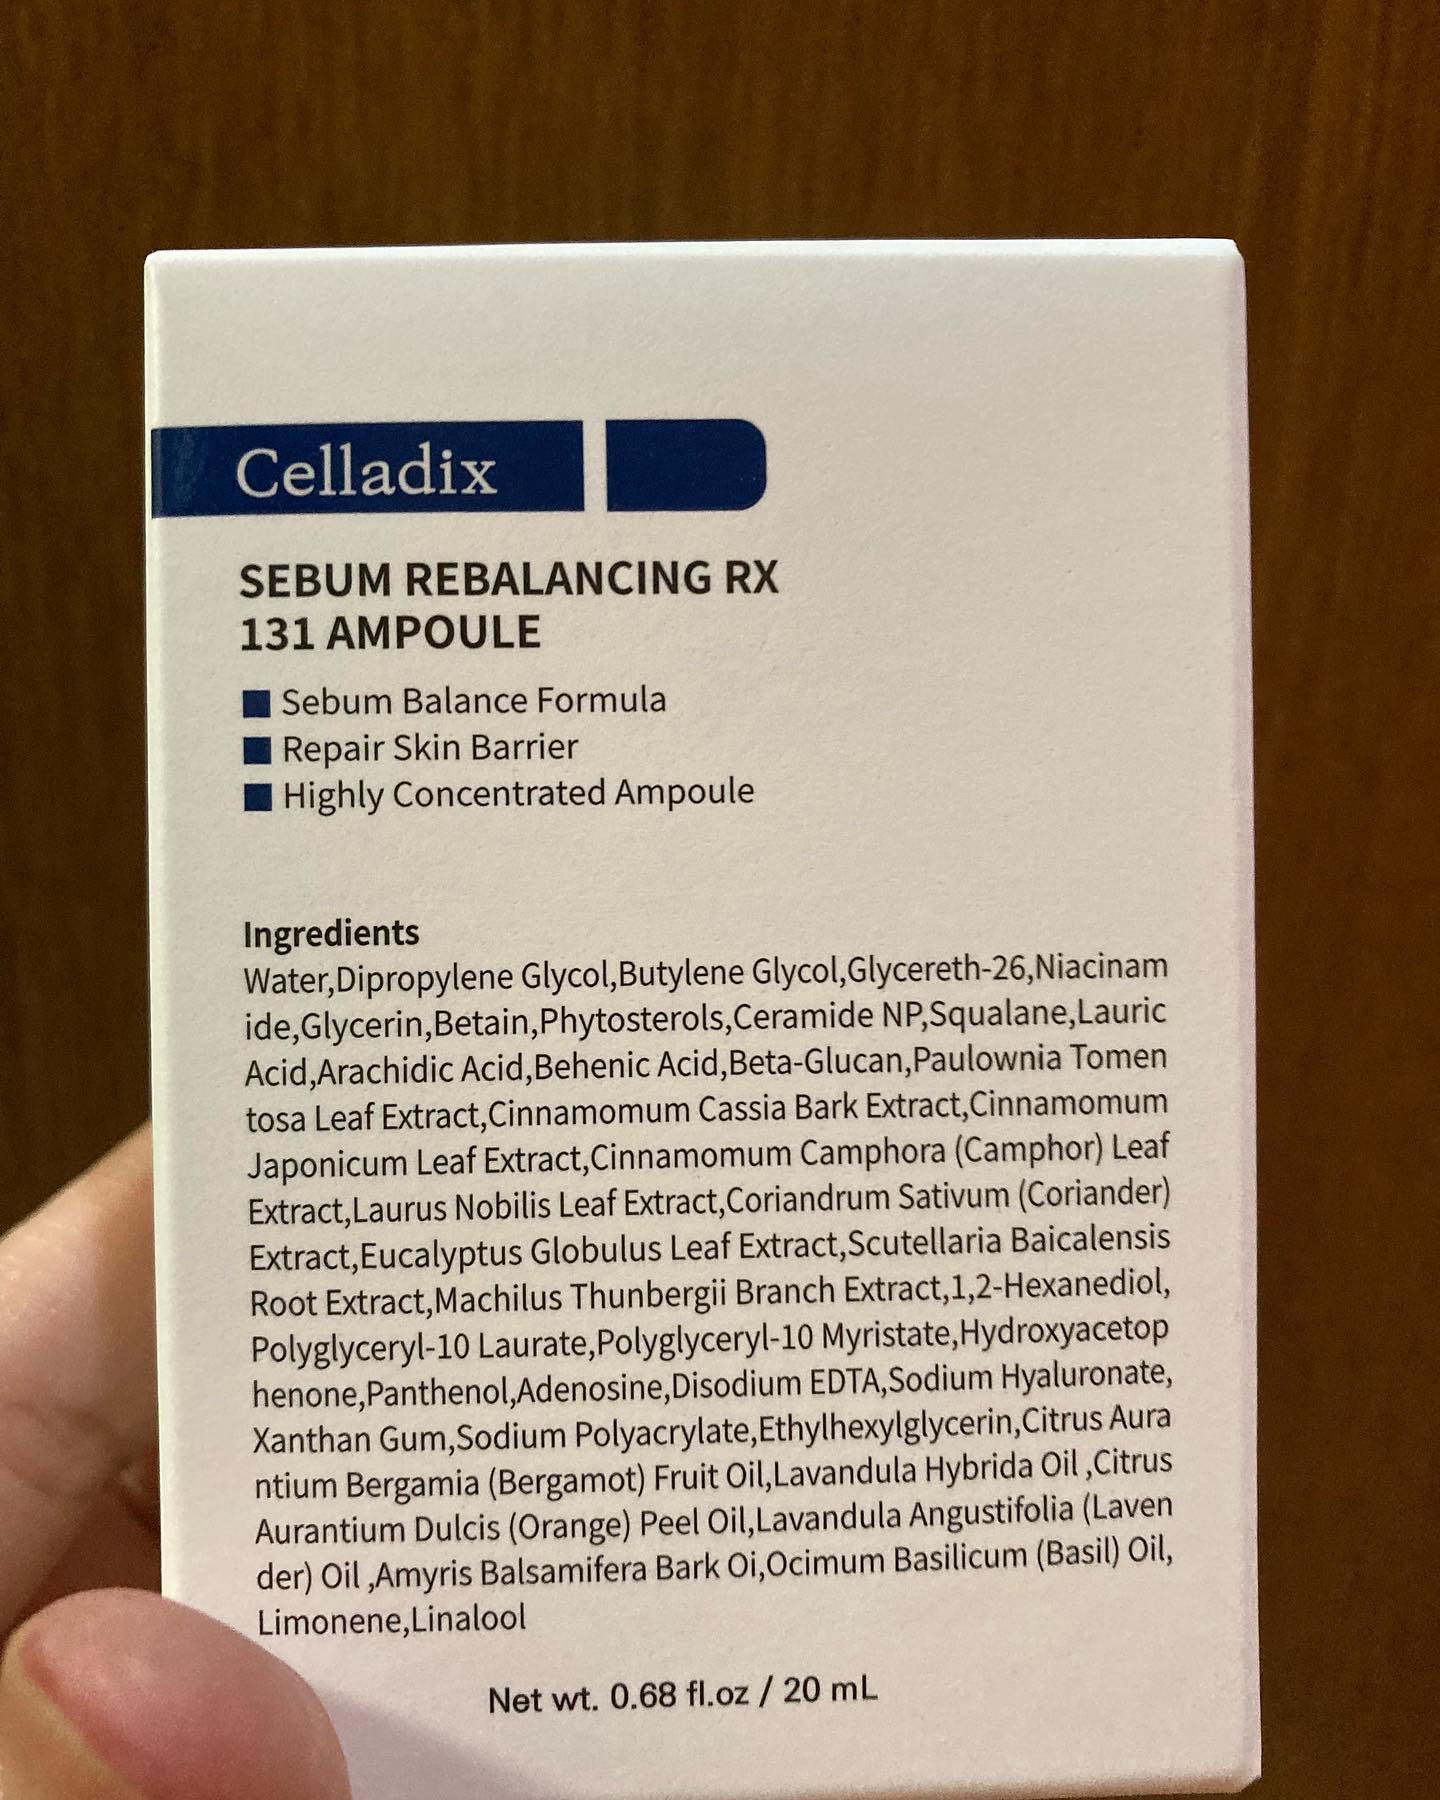 Celladix
SEBUM REBALANCING RX
131 AMPOULE
Sebum Balance Formula
Repair Skin Barrier
Highly Concentrated Ampoule
Ingredients
Water,Dipropylene Glycol,Butylene Glycol,Glycereth-26,Niacinam
ide,Glycerin,Betain,Phytosterols,Ceramide NP,Squalane,Lauric
Acid,Arachidic Acid,Behenic Acid,Beta-Glucan,Paulownia Tomen
tosa Leaf Extract,Cinnamomum Cassia Bark Extract,Cinnamomum
Japonicum Leaf Extract,Cinnamomum Camphora (Camphor) Leaf
Extract,Laurus Nobilis Leaf Extract,Coriandrum Sativum (Coriander)
Extract,Eucalyptus Globulus Leaf Extract,Scutellaria Baicalensis
Root Extract,Machilus Thunbergii Branch Extract,1,2-Hexanediol,
Polyglyceryl-10 Laurate,Polyglyceryl-10 Myristate,Hydroxyacetop
henone,Panthenol,Adenosine,Disodium EDTA,Sodium Hyaluronate,
Xanthan Gum,Sodium Polyacrylate,Ethylhexylglycerin,Citrus Aura
ntium Bergamia (Bergamot) Fruit Oil,Lavandula Hybrida Oil ,Citrus
Aurantium Dulcis (Orange) Peel Oil,Lavandula Angustifolia (Laven
der) Oil ,Amyris Balsamifera Bark Oi,Ocimum Basilicum (Basil) Oil,
Limonene,Linalool
Net wt. 0.68 fl.oz / 20 mL